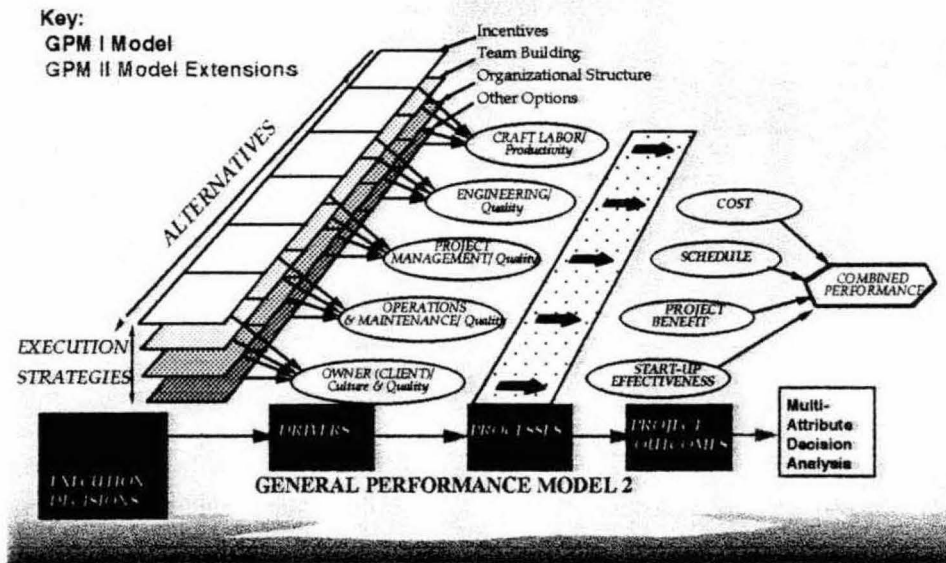 Key:
GPM I Model
GPM II Model Extensions
Incentives
Team Building
Organizational Structure
Other Options
ALTERNATIVES
EXECUTION
STRATEGIES
CRAFT LABOR/
Productivity
ENGINEERING/
Quality
PROJECT
MANAGEMENT/ Quality
OPERATIONS
& MAINTENANCE/ Quality
OWNER (CLIENT)/
Culture & Quality
COST
SCHEDULE
PROJECT
BENEFIT
START-UP
EFFECTIVENESS
COMBINED
PERFORMANCE
EXECUTION
DECISIONS
DRIVERS
PROCESSES
PROJECT
OUTCOMES
Multi-
Attribute
Decision
Analysis
GENERAL PERFORMANCE MODEL 2